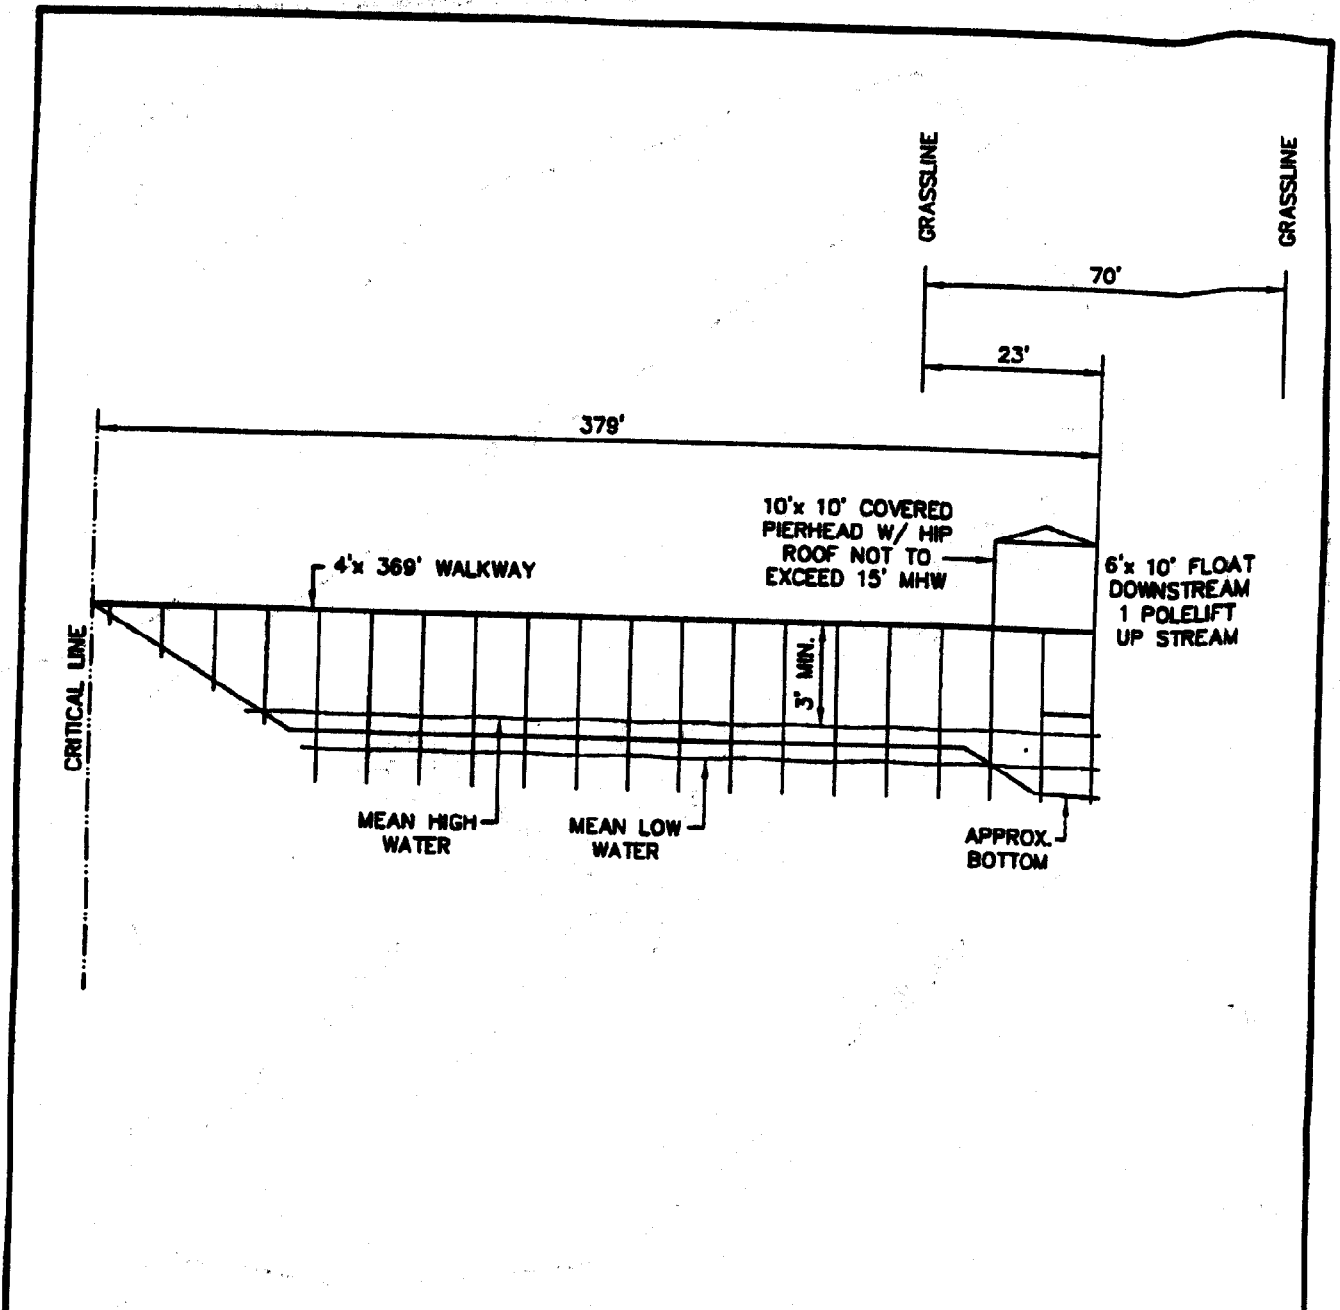 GRASSLINE
GRASSLINE
70'
23'
379'
10'x 10' COVERED
PIERHEAD W/ HIP
ROOF NOT TO
EXCEED 15' MHW
6'x 10' FLOAT
DOWNSTREAM
1 POLELIFT
UP STREAM
4'x 369' WALKWAY
3' MIN.
CRITICAL LINE
MEAN HIGH
WATER
MEAN LOW
WATER
APPROX.
BOTTOM